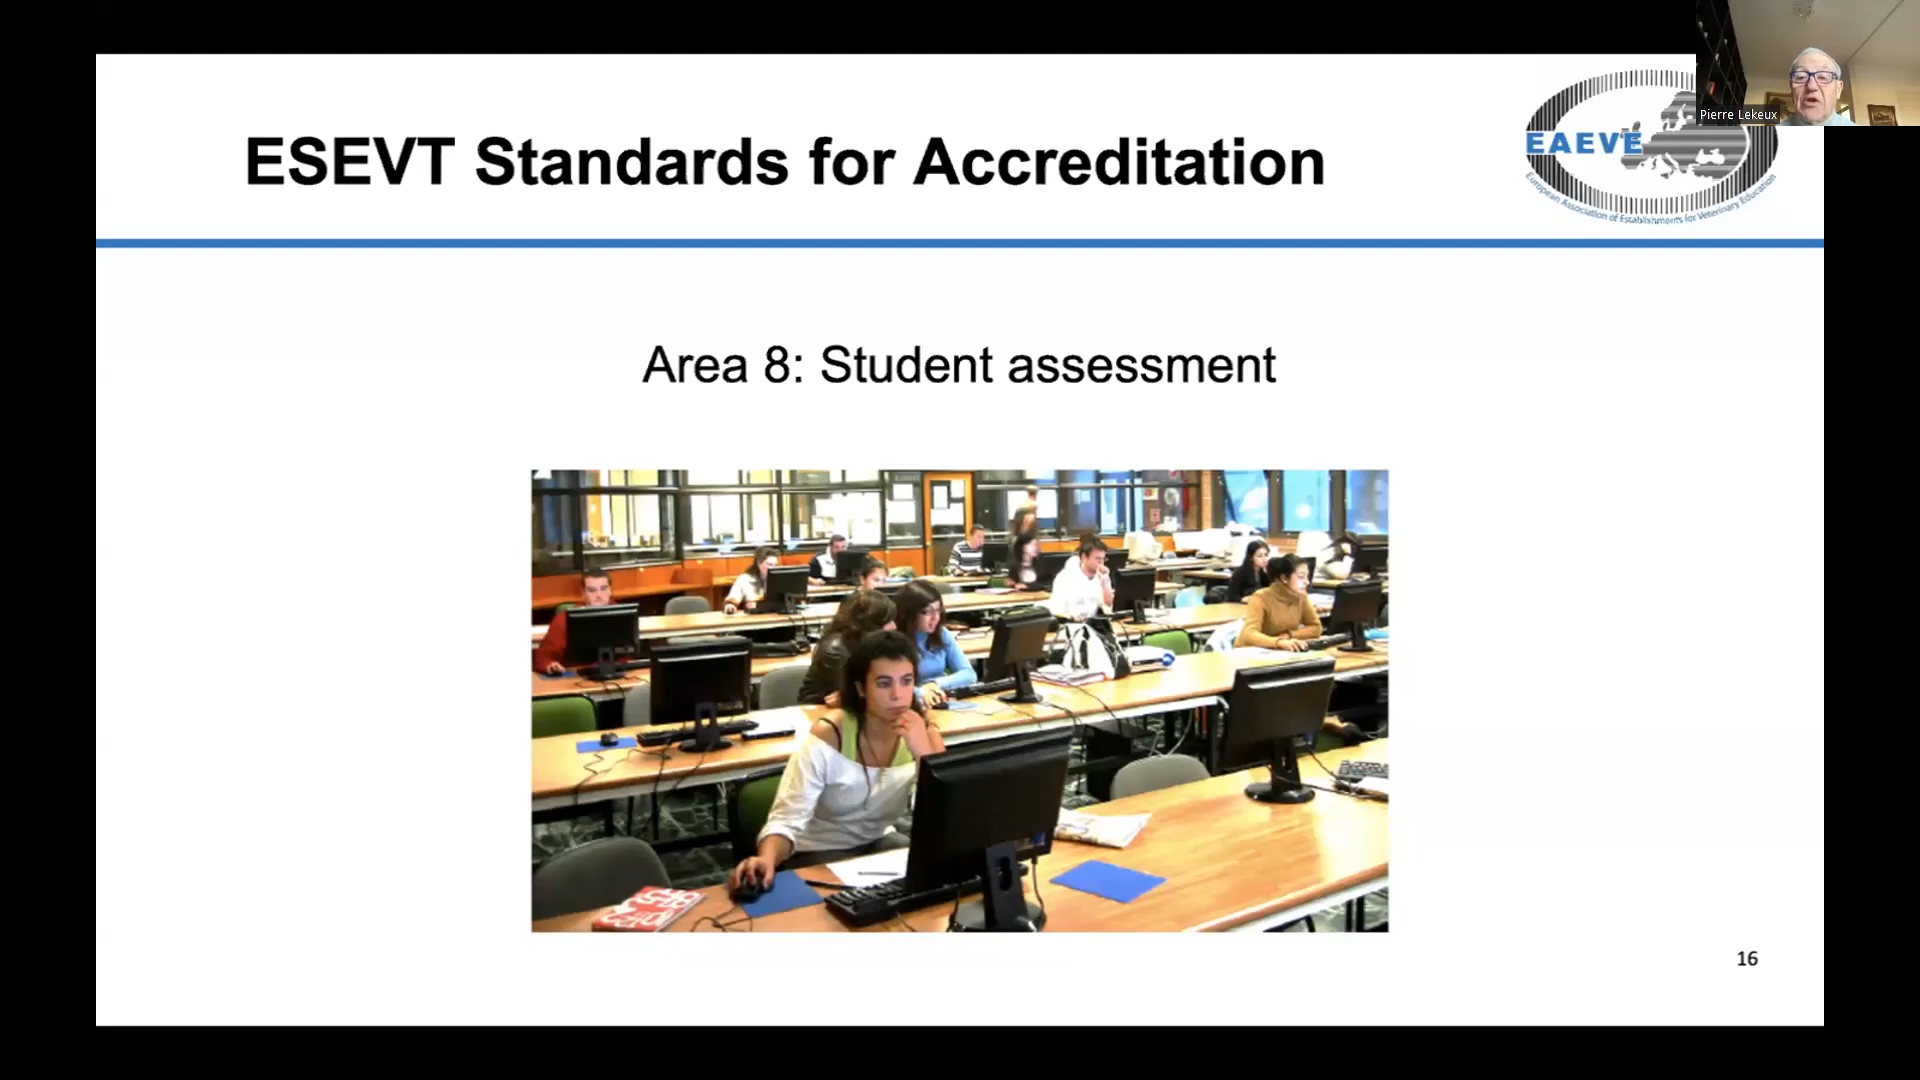 ESEVT Standards for Accreditation
EAEVE
European Association of Establishments for Veterinary Education
Pierre Lekeux
Area 8: Student assessment
16